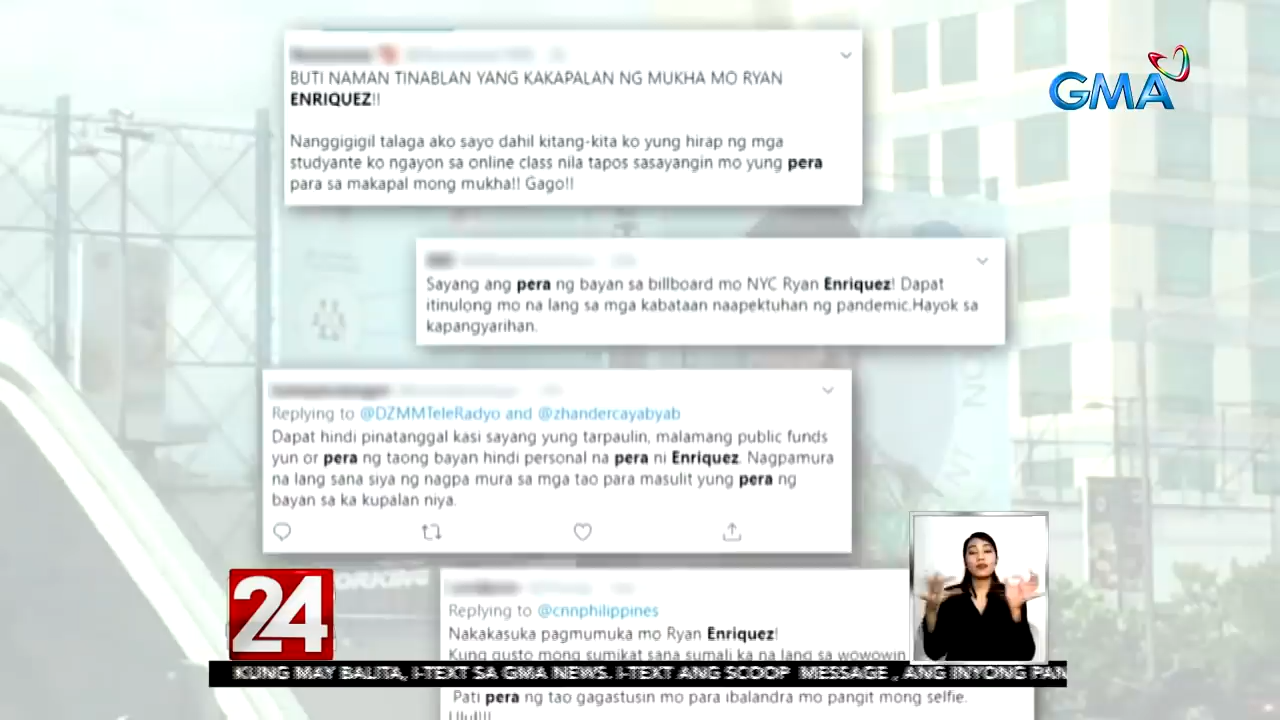 GMA
BUTI NAMAN TINABLAN YANG KAKAPALAN NG MUKHA MO RYAN
ENRIQUEZ!!
Nanggigigil talaga ako sayo dahil kitang-kita ko yung hirap ng mga
studyante ko ngayon sa online class nila tapos sasayangin mo yung pera
para sa makapal mong mukha!! Gago!!
Sayang ang pera ng bayan sa billboard mo NYC Ryan Enriquez! Dapat
itinulong mo na lang sa mga kabataan naapektuhan ng pandemic.Hayok sa
kapangyarihan.
Replying to @DZMMTeleRadyo and @zhandercayabyab
Dapat hindi pinatanggal kasi sayang yung tarpaulin, malamang public funds
yun or pera ng taong bayan hindi personal na pera ni Enriquez. Nagpamura
na lang sana siya ng nagpa mura sa mga tao para masulit yung pera ng
bayan sa ka kupalan niya.
Replying to @cnnphilippines
Nakakasuka pagmumuka mo Ryan Enriquez!
Kung gusto mong sumikat sana sumali ka na lang sa wowowin
Pati pera ng tao gagastusin mo para ibalandra mo pangit mong selfie.
Ulul!!!
24
KUNG MAY BALITA, I-TEXT SA GMA NEWS. I-TEXT ANG SCOOP MESSAGE , ANG INYONG PAN